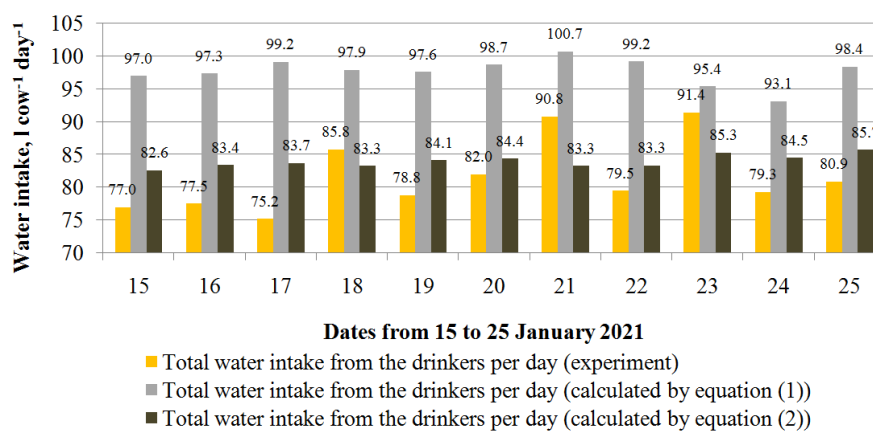 Water intake, l cow⁻¹ day⁻¹
105
100
95
90
85
80
75
70
77.0 97.0 82.6
77.5 97.3 83.4
75.2 99.2 83.7
85.8 97.9 83.3
78.8 97.6 84.1
82.0 98.7 84.4
90.8 100.7 83.3
79.5 99.2 83.3
91.4 95.4 85.3
79.3 93.1 84.5
80.9 98.4 85.7
15 16 17 18 19 20 21 22 23 24 25
Dates from 15 to 25 January 2021
Total water intake from the drinkers per day (experiment)
Total water intake from the drinkers per day (calculated by equation (1))
Total water intake from the drinkers per day (calculated by equation (2))